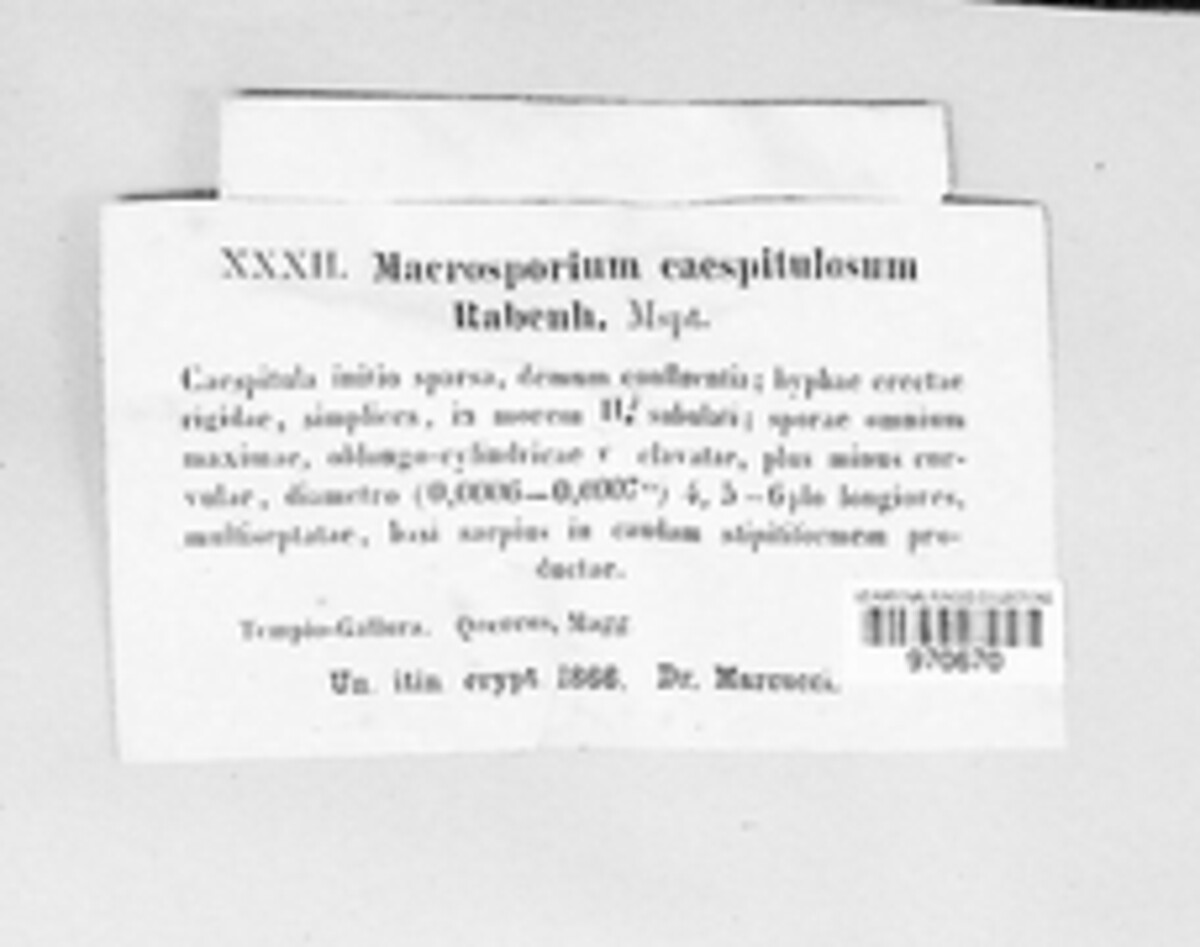 XXXII. Macrosporium caespitulosum
Rabenh. Mspt.
Caespitula initio sparsa, demum confluentia; hyphae erectae
rigidae, simplices, in morem H. subulati; sporae omnium
maximae, oblongo-cylindricae v clavatae, plus minus cur-
vulae, diametro (0,0006—0,0007‴) 4, 5-6plo longiores,
multiseptatae, basi saepius in caudam stipitiformem pro-
ductae.
Tempio-Gallura. Quercus, Magg
Un. itin crypt 1866. Dr. Marcucci.
970670